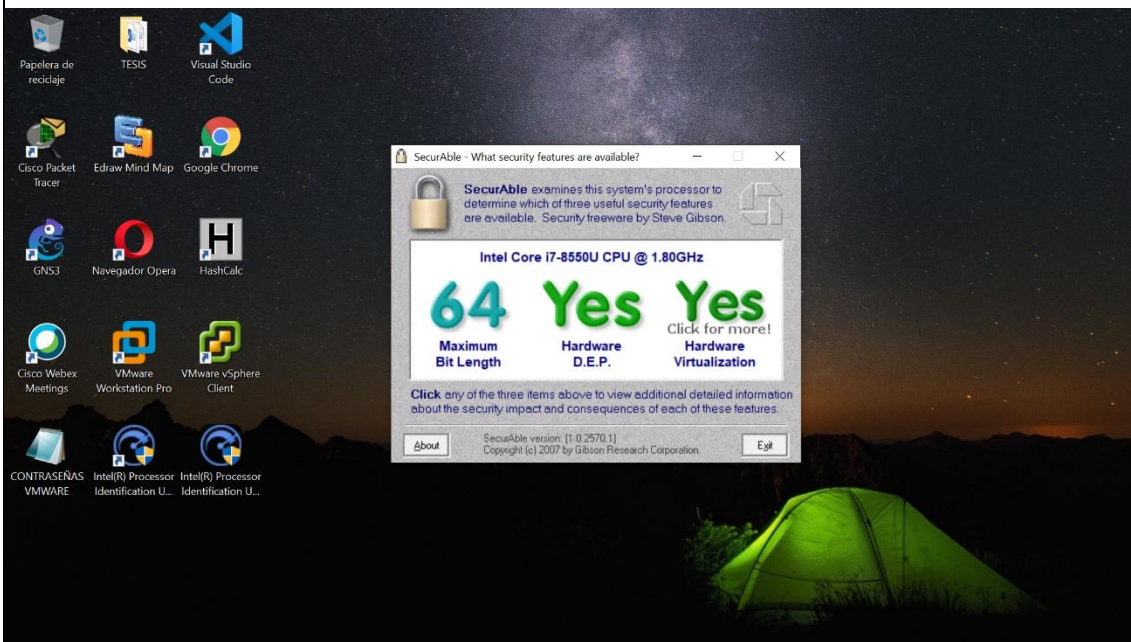 Papelera de
reciclaje
TESIS
Visual Studio
Code
Cisco Packet
Tracer
Edraw Mind Map
Google Chrome
GNS3
Navegador Opera
H
HashCalc
Cisco Webex
Meetings
VMware
Workstation Pro
VMware vSphere
Client
CONTRASEÑAS
VMWARE
Intel(R) Processor
Identification U...
Intel(R) Processor
Identification U...
SecurAble - What security features are available?
SecurAble examines this system's processor to
determine which of three useful security features
are available. Security freeware by Steve Gibson.
Intel Core i7-8550U CPU @ 1.80GHz
64
Yes
Yes
Click for more!
Maximum
Bit Length
Hardware
D.E.P.
Hardware
Virtualization
Click any of the three items above to view additional detailed information
about the security impact and consequences of each of these features.
About
SecurAble version: [1.0.2570.1]
Copyright (c) 2007 by Gibson Research Corporation.
Exit